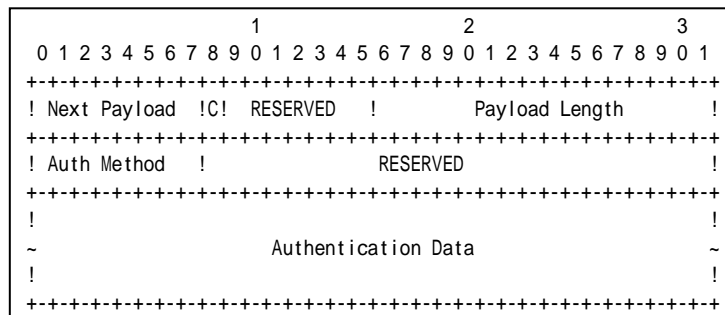 1                   2                   3
 0 1 2 3 4 5 6 7 8 9 0 1 2 3 4 5 6 7 8 9 0 1 2 3 4 5 6 7 8 9 0 1
+-+-+-+-+-+-+-+-+-+-+-+-+-+-+-+-+-+-+-+-+-+-+-+-+-+-+-+-+-+-+-+-+
! Next Payload  !C!  RESERVED   !         Payload Length        !
+-+-+-+-+-+-+-+-+-+-+-+-+-+-+-+-+-+-+-+-+-+-+-+-+-+-+-+-+-+-+-+-+
! Auth Method   !                RESERVED                       !
+-+-+-+-+-+-+-+-+-+-+-+-+-+-+-+-+-+-+-+-+-+-+-+-+-+-+-+-+-+-+-+-+
!                                                               !
~                      Authentication Data                      ~
!                                                               !
+-+-+-+-+-+-+-+-+-+-+-+-+-+-+-+-+-+-+-+-+-+-+-+-+-+-+-+-+-+-+-+-+